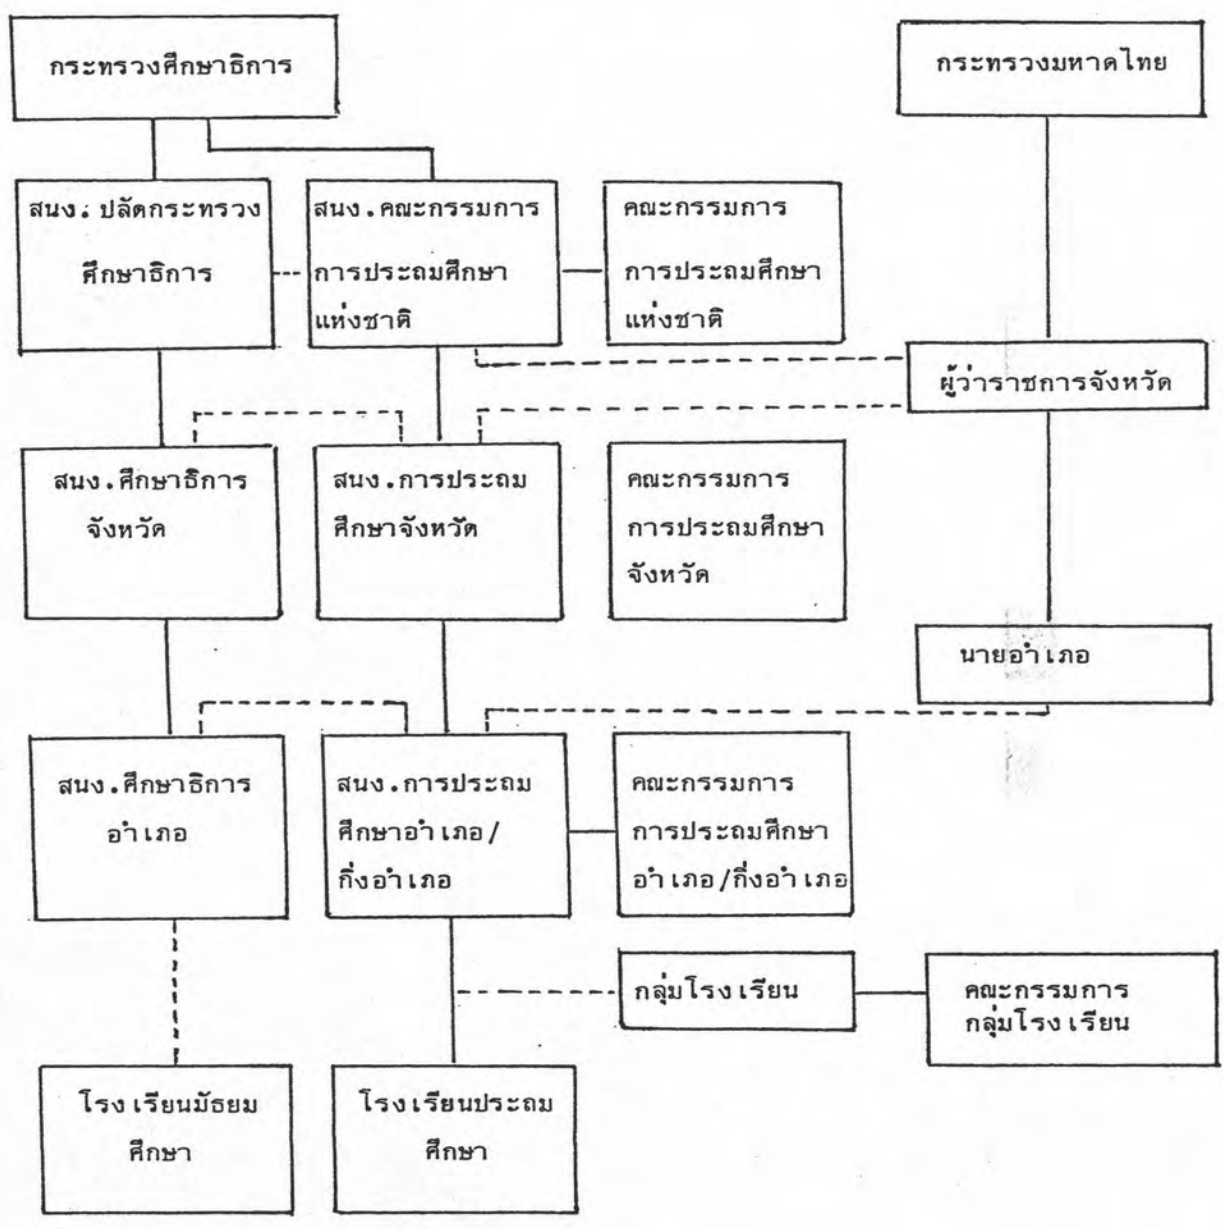 กระทรวงศึกษาธิการ
กระทรวงมหาดไทย
สนง. ปลัดกระทรวง
ศึกษาธิการ
สนง.คณะกรรมการ
การประถมศึกษา
แห่งชาติ
คณะกรรมการ
การประถมศึกษา
แห่งชาติ
ผู้ว่าราชการจังหวัด
สนง.ศึกษาธิการ
จังหวัด
สนง.การประถม
ศึกษาจังหวัด
คณะกรรมการ
การประถมศึกษา
จังหวัด
นายอำเภอ
สนง.ศึกษาธิการ
อำเภอ
สนง.การประถม
ศึกษาอำเภอ/
กิ่งอำเภอ
คณะกรรมการ
การประถมศึกษา
อำเภอ/กิ่งอำเภอ
กลุ่มโรงเรียน
คณะกรรมการ
กลุ่มโรงเรียน
โรงเรียนมัธยม
ศึกษา
โรงเรียนประถม
ศึกษา